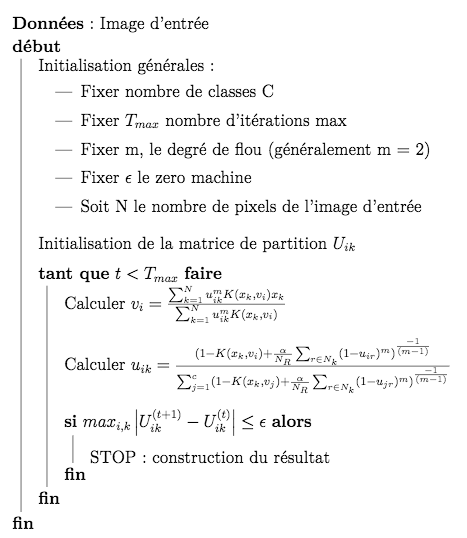 Données : Image d'entrée
début
Initialisation générales :
— Fixer nombre de classes C
— Fixer T_{max} nombre d'itérations max
— Fixer m, le degré de flou (généralement m = 2)
— Fixer ϵ le zero machine
— Soit N le nombre de pixels de l'image d'entrée
Initialisation de la matrice de partition U_{ik}
tant que t < T_{max} faire
Calculer v_i = \frac{\sum_{k=1}^{N} u_{ik}^{m} K(x_k,v_i)x_k}{\sum_{k=1}^{N} u_{ik}^{m} K(x_k,v_i)}
Calculer u_{ik} = \frac{(1-K(x_k,v_i)+\frac{\alpha}{N_R}\sum_{r \in N_k}(1-u_{ir})^m)^{\frac{-1}{(m-1)}}}{\sum_{j=1}^{c}(1-K(x_k,v_j)+\frac{\alpha}{N_R}\sum_{r \in N_k}(1-u_{jr})^m)^{\frac{-1}{(m-1)}}}
si max_{i,k} |U_{ik}^{(t+1)} − U_{ik}^{(t)}| ≤ ϵ alors
STOP : construction du résultat
fin
fin
fin